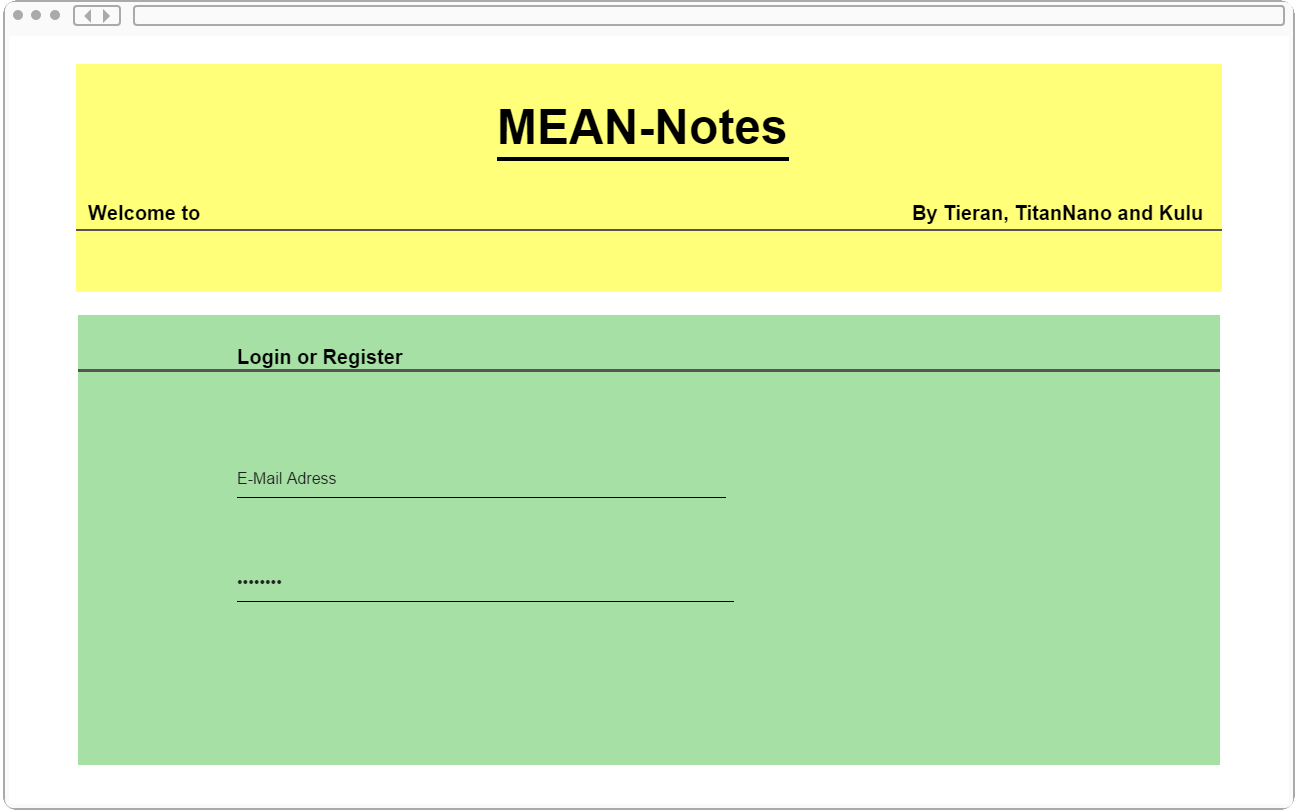 MEAN-Notes
Welcome to
By Tieran, TitanNano and Kulu
Login or Register
E-Mail Adress
••••••••